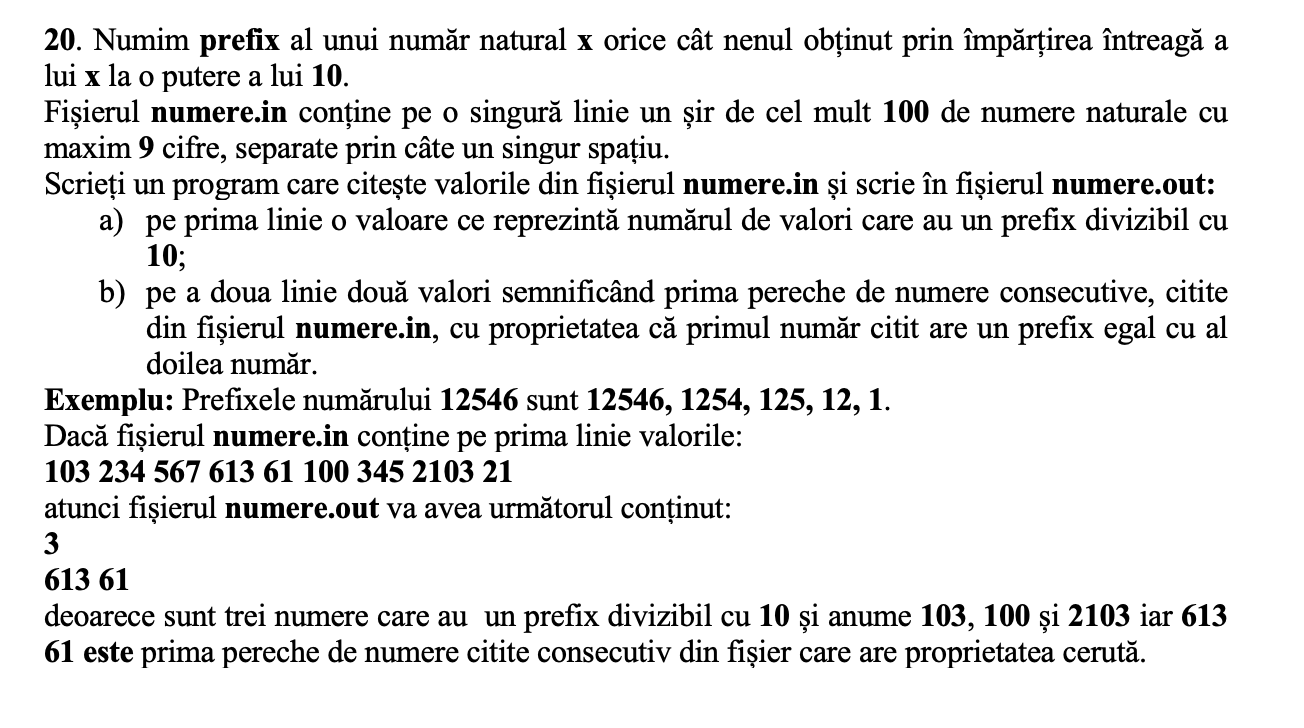 20. Numim prefix al unui număr natural x orice cât nenul obținut prin împărțirea întreagă a
lui x la o putere a lui 10.
Fișierul numere.in conține pe o singură linie un șir de cel mult 100 de numere naturale cu
maxim 9 cifre, separate prin câte un singur spațiu.
Scrieți un program care citește valorile din fișierul numere.in și scrie în fișierul numere.out:
a) pe prima linie o valoare ce reprezintă numărul de valori care au un prefix divizibil cu
10;
b) pe a doua linie două valori semnificând prima pereche de numere consecutive, citite
din fișierul numere.in, cu proprietatea că primul număr citit are un prefix egal cu al
doilea număr.
Exemplu: Prefixele numărului 12546 sunt 12546, 1254, 125, 12, 1.
Dacă fișierul numere.in conține pe prima linie valorile:
103 234 567 613 61 100 345 2103 21
atunci fișierul numere.out va avea următorul conținut:
3
613 61
deoarece sunt trei numere care au un prefix divizibil cu 10 și anume 103, 100 și 2103 iar 613
61 este prima pereche de numere citite consecutiv din fișier care are proprietatea cerută.